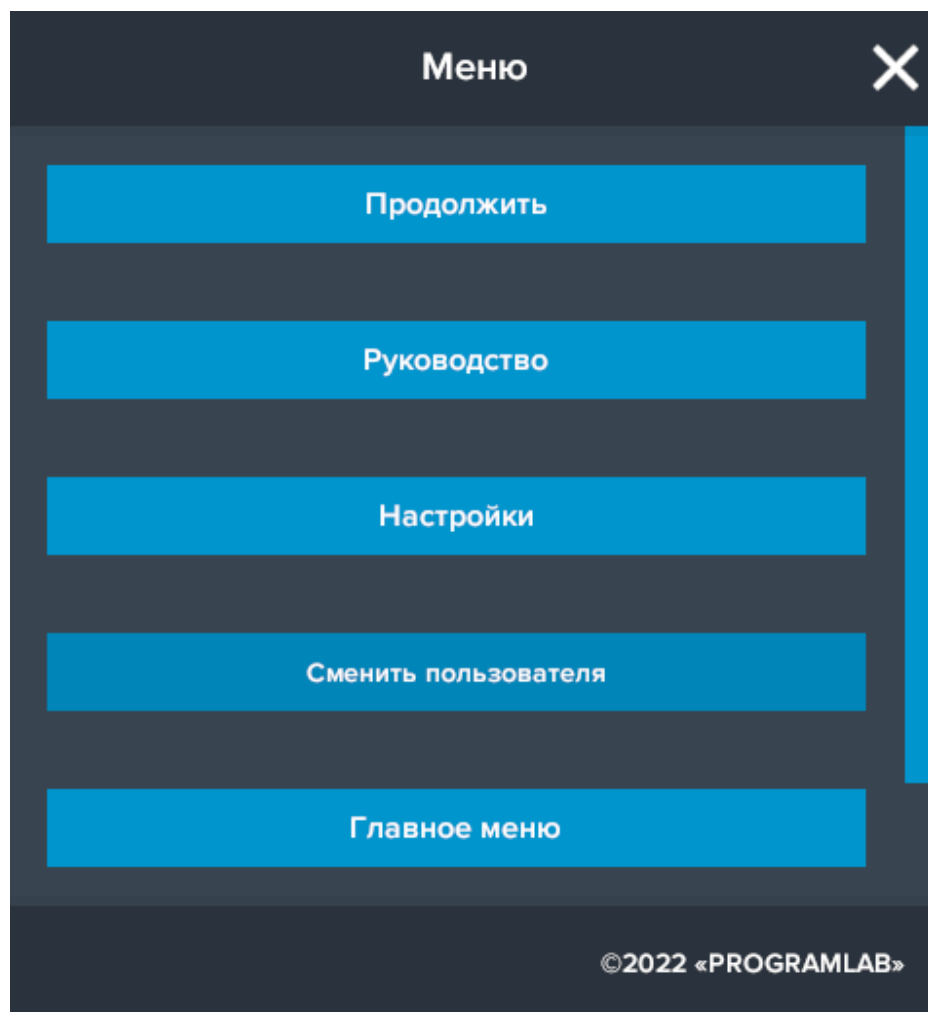 Меню
Продолжить
Руководство
Настройки
Сменить пользователя
Главное меню
©2022 «PROGRAMLAB»